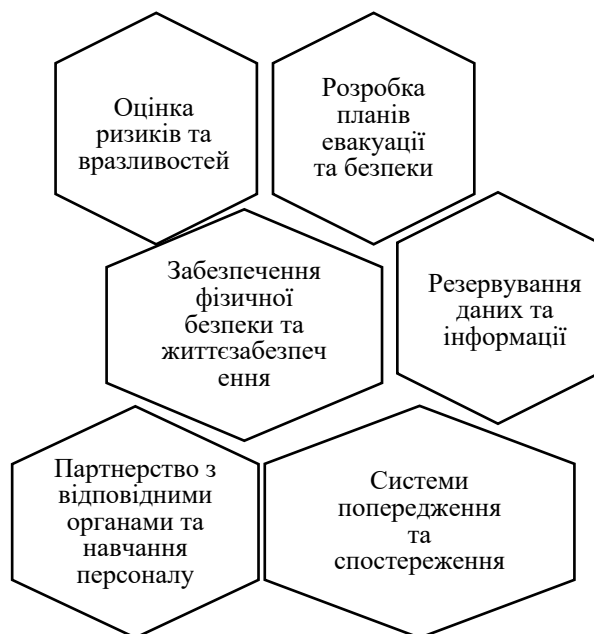 Оцінка
ризиків та
вразливостей
Розробка
планів
евакуації
та безпеки
Забезпечення
фізичної
безпеки та
життєзабезпеч
ення
Резервування
даних та
інформації
Партнерство з
відповідними
органами та
навчання
персоналу
Системи
попередження
та
спостереження